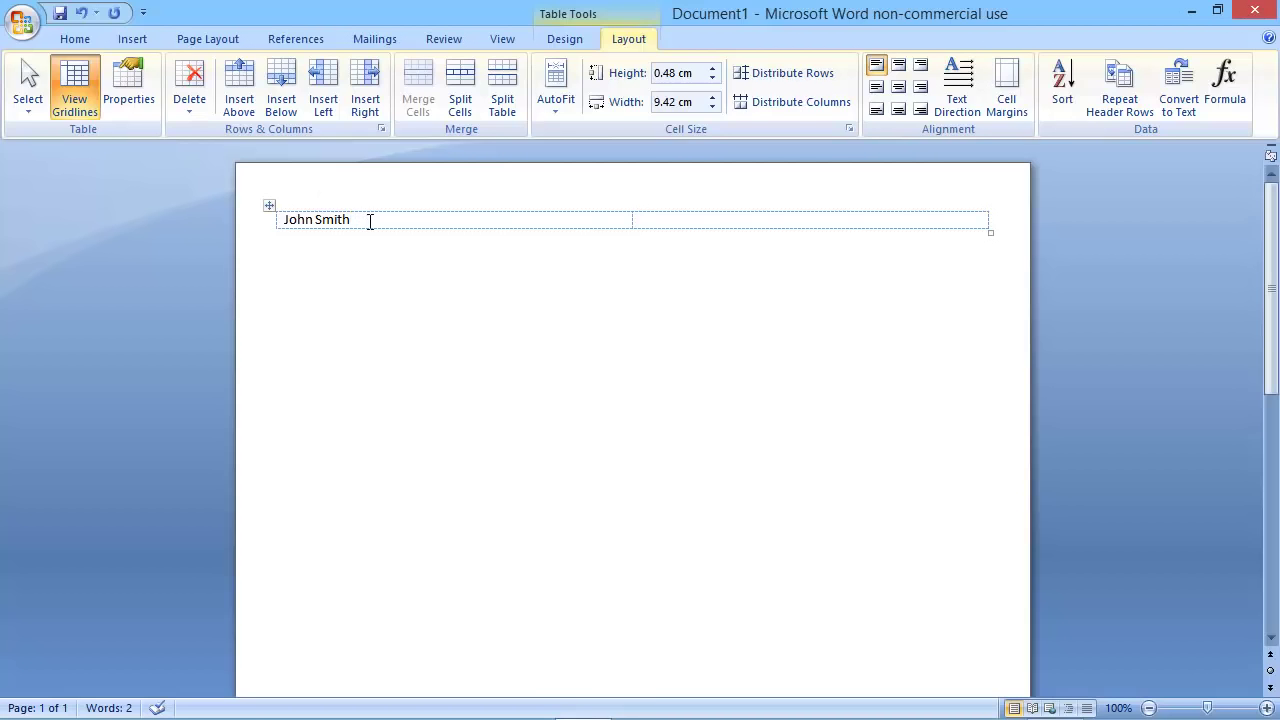 Table Tools
Document1 - Microsoft Word non-commercial use
Home Insert Page Layout References Mailings Review View Design Layout
Select View Gridlines Properties Delete Insert Above Insert Below Insert Left Insert Right Merge Cells Split Cells Split Table AutoFit Height: 0.48 cm Distribute Rows Text Direction Cell Margins Sort Repeat Header Rows Convert to Text Formula
Width: 9.42 cm Distribute Columns
Table Rows & Columns Merge Cell Size Alignment Data
John Smith
Page: 1 of 1 Words: 2 100%